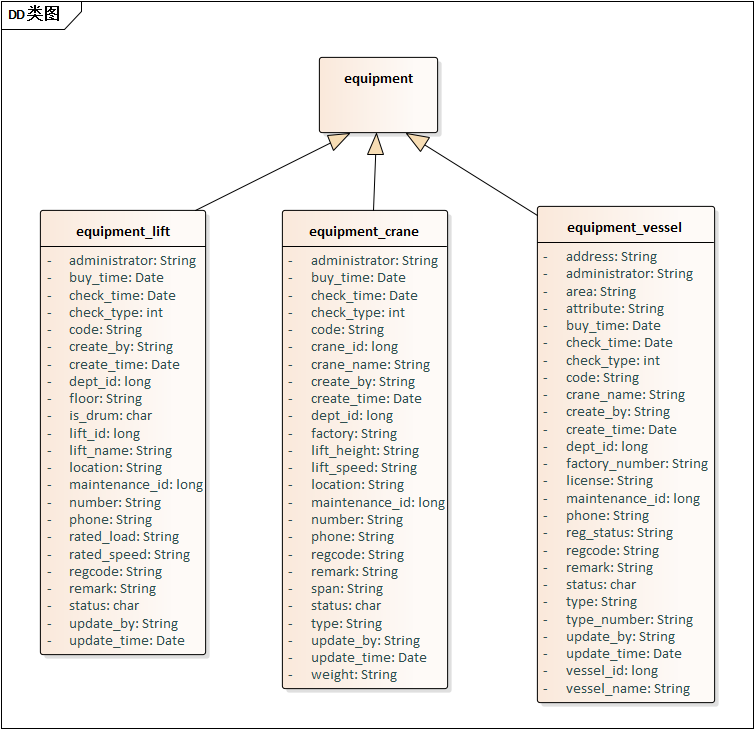 DD 类图
equipment
equipment_lift
- administrator: String
- buy_time: Date
- check_time: Date
- check_type: int
- code: String
- create_by: String
- create_time: Date
- dept_id: long
- floor: String
- is_drum: char
- lift_id: long
- lift_name: String
- location: String
- maintenance_id: long
- number: String
- phone: String
- rated_load: String
- rated_speed: String
- regcode: String
- remark: String
- status: char
- update_by: String
- update_time: Date
equipment_crane
- administrator: String
- buy_time: Date
- check_time: Date
- check_type: int
- code: String
- crane_id: long
- crane_name: String
- create_by: String
- create_time: Date
- dept_id: long
- factory: String
- lift_height: String
- lift_speed: String
- location: String
- maintenance_id: long
- number: String
- phone: String
- regcode: String
- remark: String
- span: String
- status: char
- type: String
- update_by: String
- update_time: Date
- weight: String
equipment_vessel
- address: String
- administrator: String
- area: String
- attribute: String
- buy_time: Date
- check_time: Date
- check_type: int
- code: String
- crane_name: String
- create_by: String
- create_time: Date
- dept_id: long
- factory_number: String
- license: String
- maintenance_id: long
- phone: String
- reg_status: String
- regcode: String
- remark: String
- status: char
- type: String
- type_number: String
- update_by: String
- update_time: Date
- vessel_id: long
- vessel_name: String